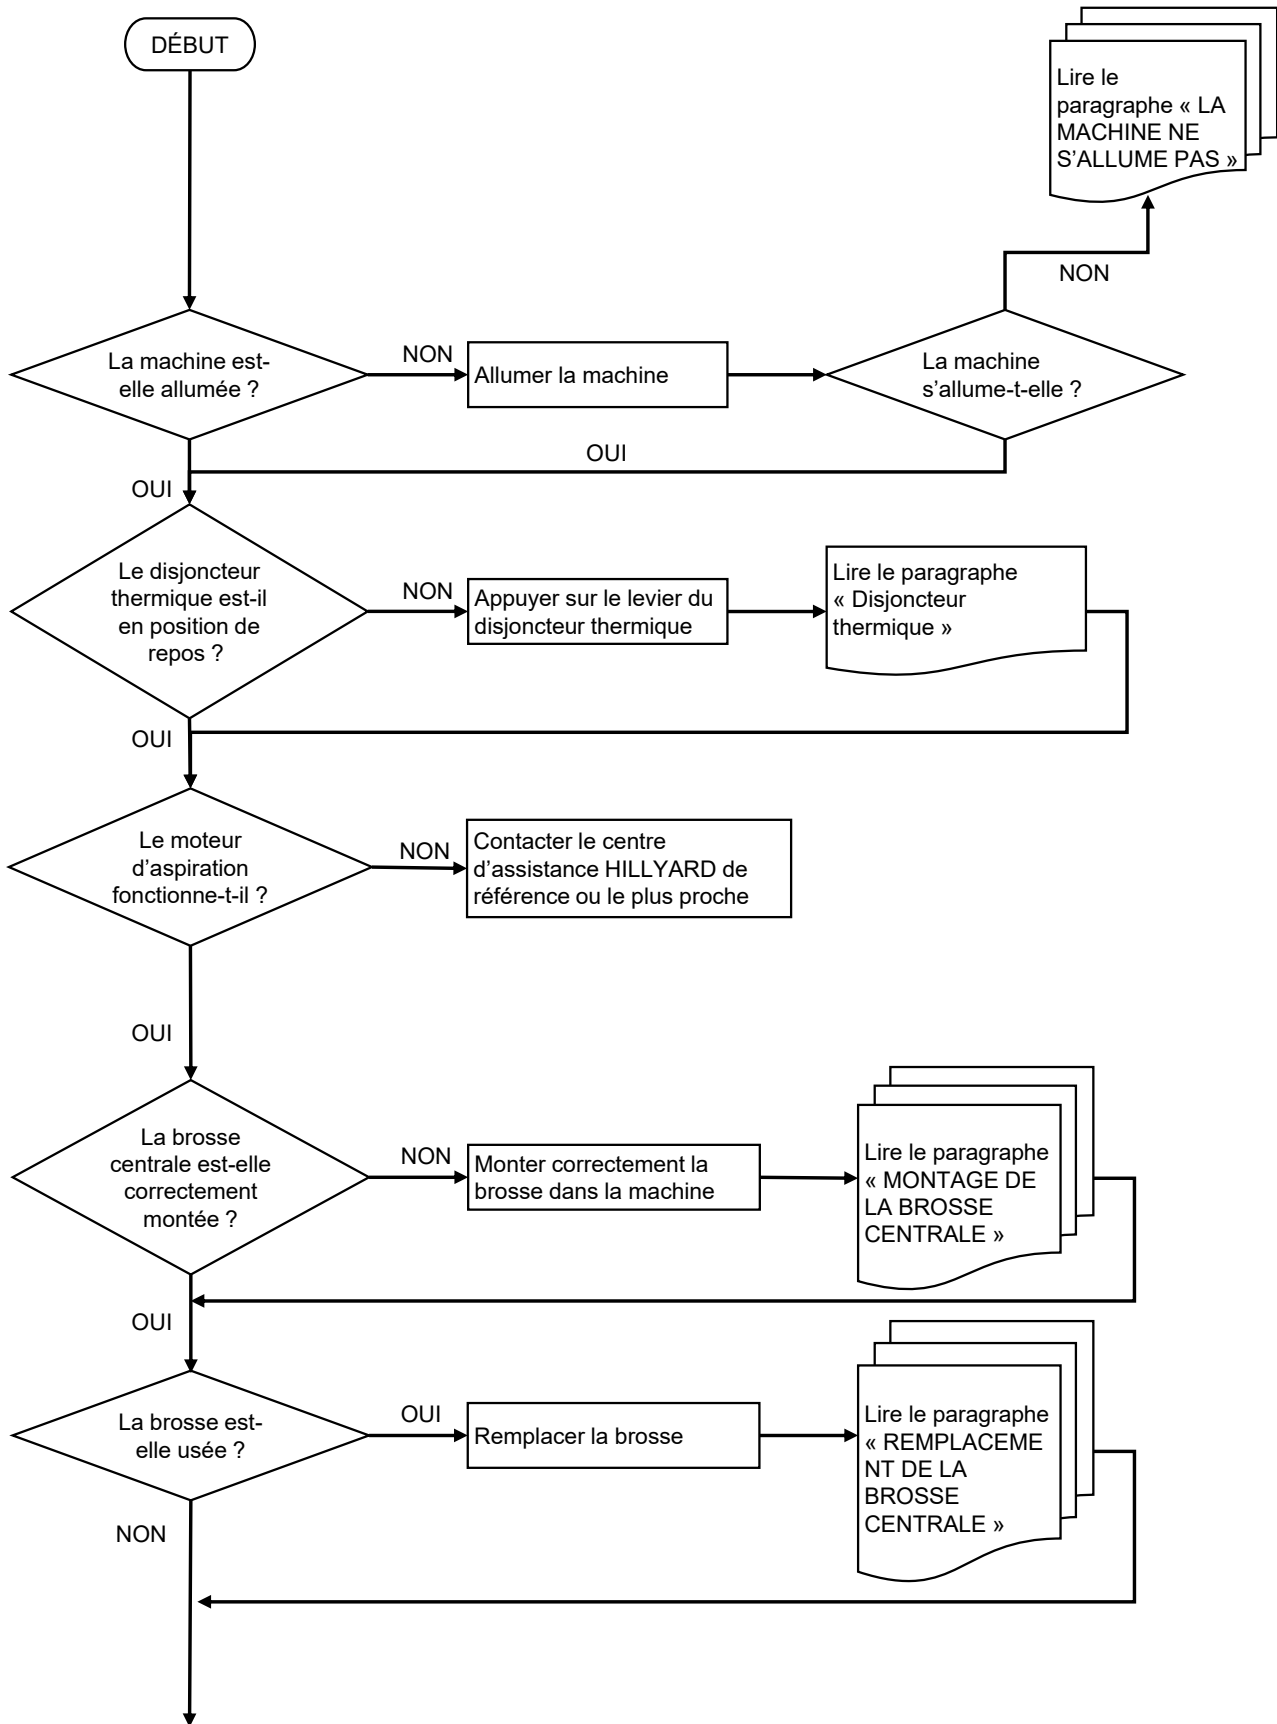 DÉBUT
Lire le
paragraphe « LA
MACHINE NE
S’ALLUME PAS »
NON
La machine est-
elle allumée ?
NON
Allumer la machine
La machine
s’allume-t-elle ?
OUI
OUI
Le disjoncteur
thermique est-il
en position de
repos ?
NON
Appuyer sur le levier du
disjoncteur thermique
Lire le paragraphe
« Disjoncteur
thermique »
OUI
Le moteur
d’aspiration
fonctionne-t-il ?
NON
Contacter le centre
d’assistance HILLYARD de
référence ou le plus proche
OUI
La brosse
centrale est-elle
correctement
montée ?
NON
Monter correctement la
brosse dans la machine
Lire le paragraphe
« MONTAGE DE
LA BROSSE
CENTRALE »
OUI
La brosse est-
elle usée ?
OUI
Remplacer la brosse
Lire le paragraphe
« REMPLACEME
NT DE LA
BROSSE
CENTRALE »
NON